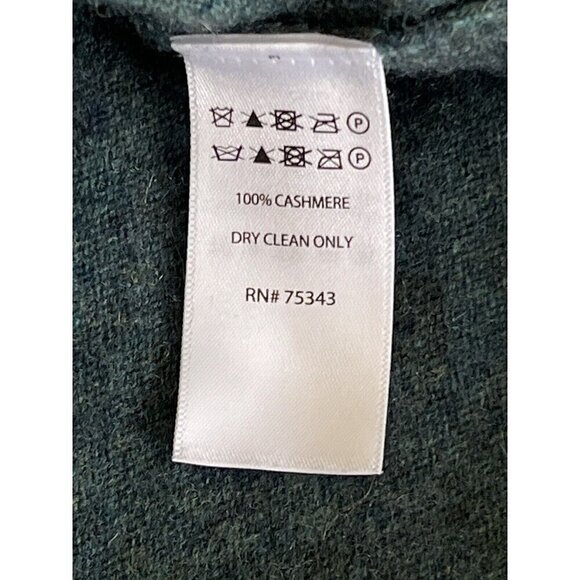 P
P
100% CASHMERE
DRY CLEAN ONLY
RN# 75343